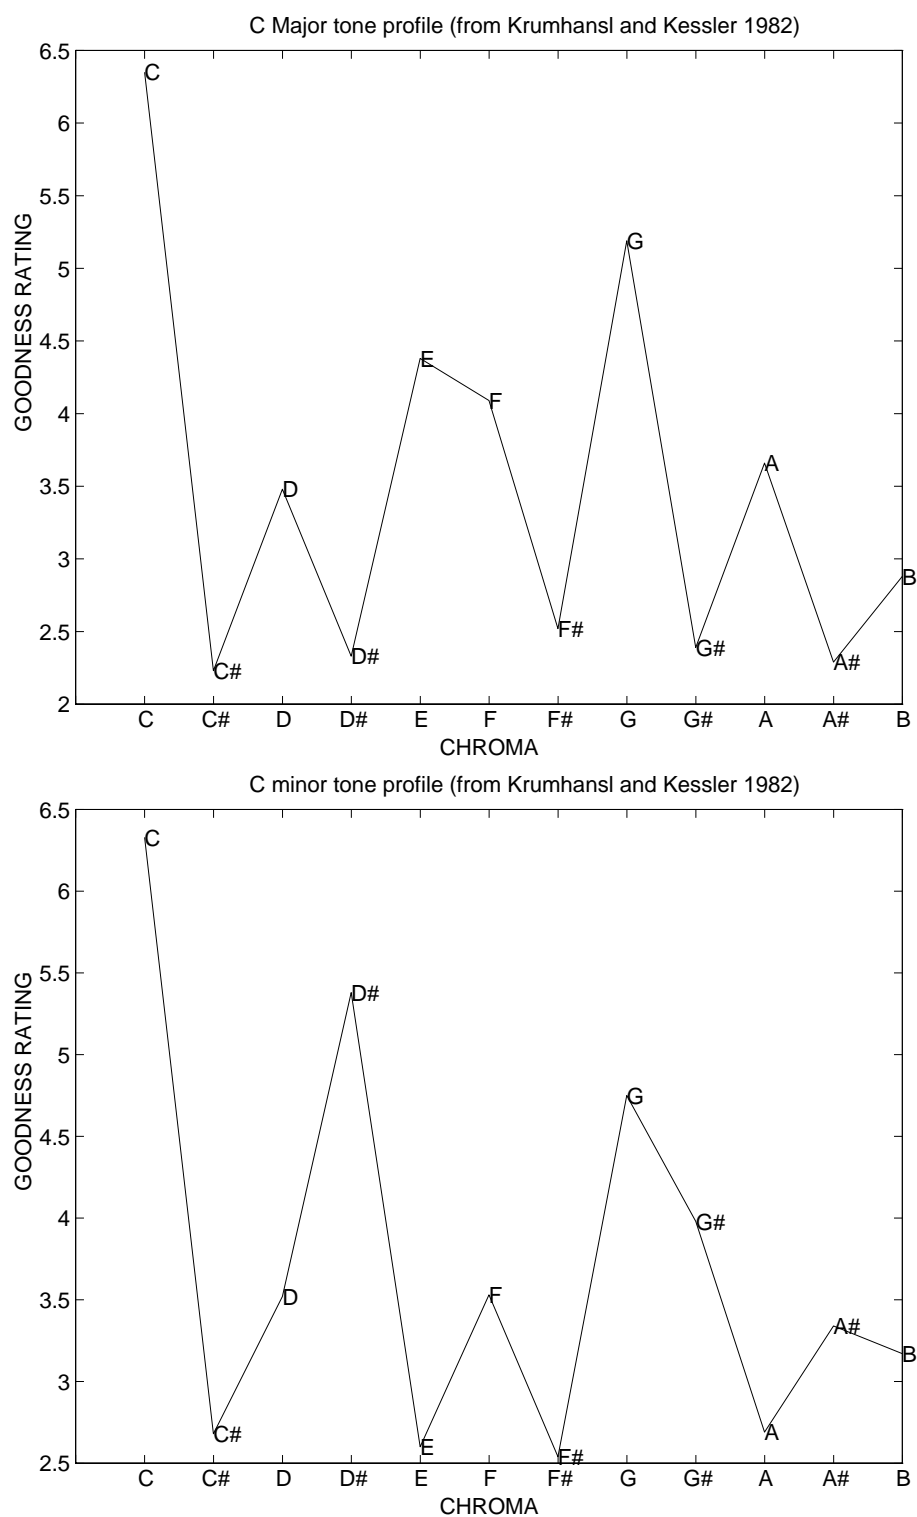 C Major tone profile (from Krumhansl and Kessler 1982)
6.5
C
6
5.5
G
5
GOODNESS RATING
4.5
E
F
4
A
3.5
D
3
B
2.5
F#
D#
G#
A#
C#
2
C C# D D# E F F# G G# A A# B
CHROMA
C minor tone profile (from Krumhansl and Kessler 1982)
6.5
C
6
5.5
D#
5
GOODNESS RATING
G
4.5
4
G#
3.5
D
F
A#
B
3
C#
A
E
F#
2.5
C C# D D# E F F# G G# A A# B
CHROMA